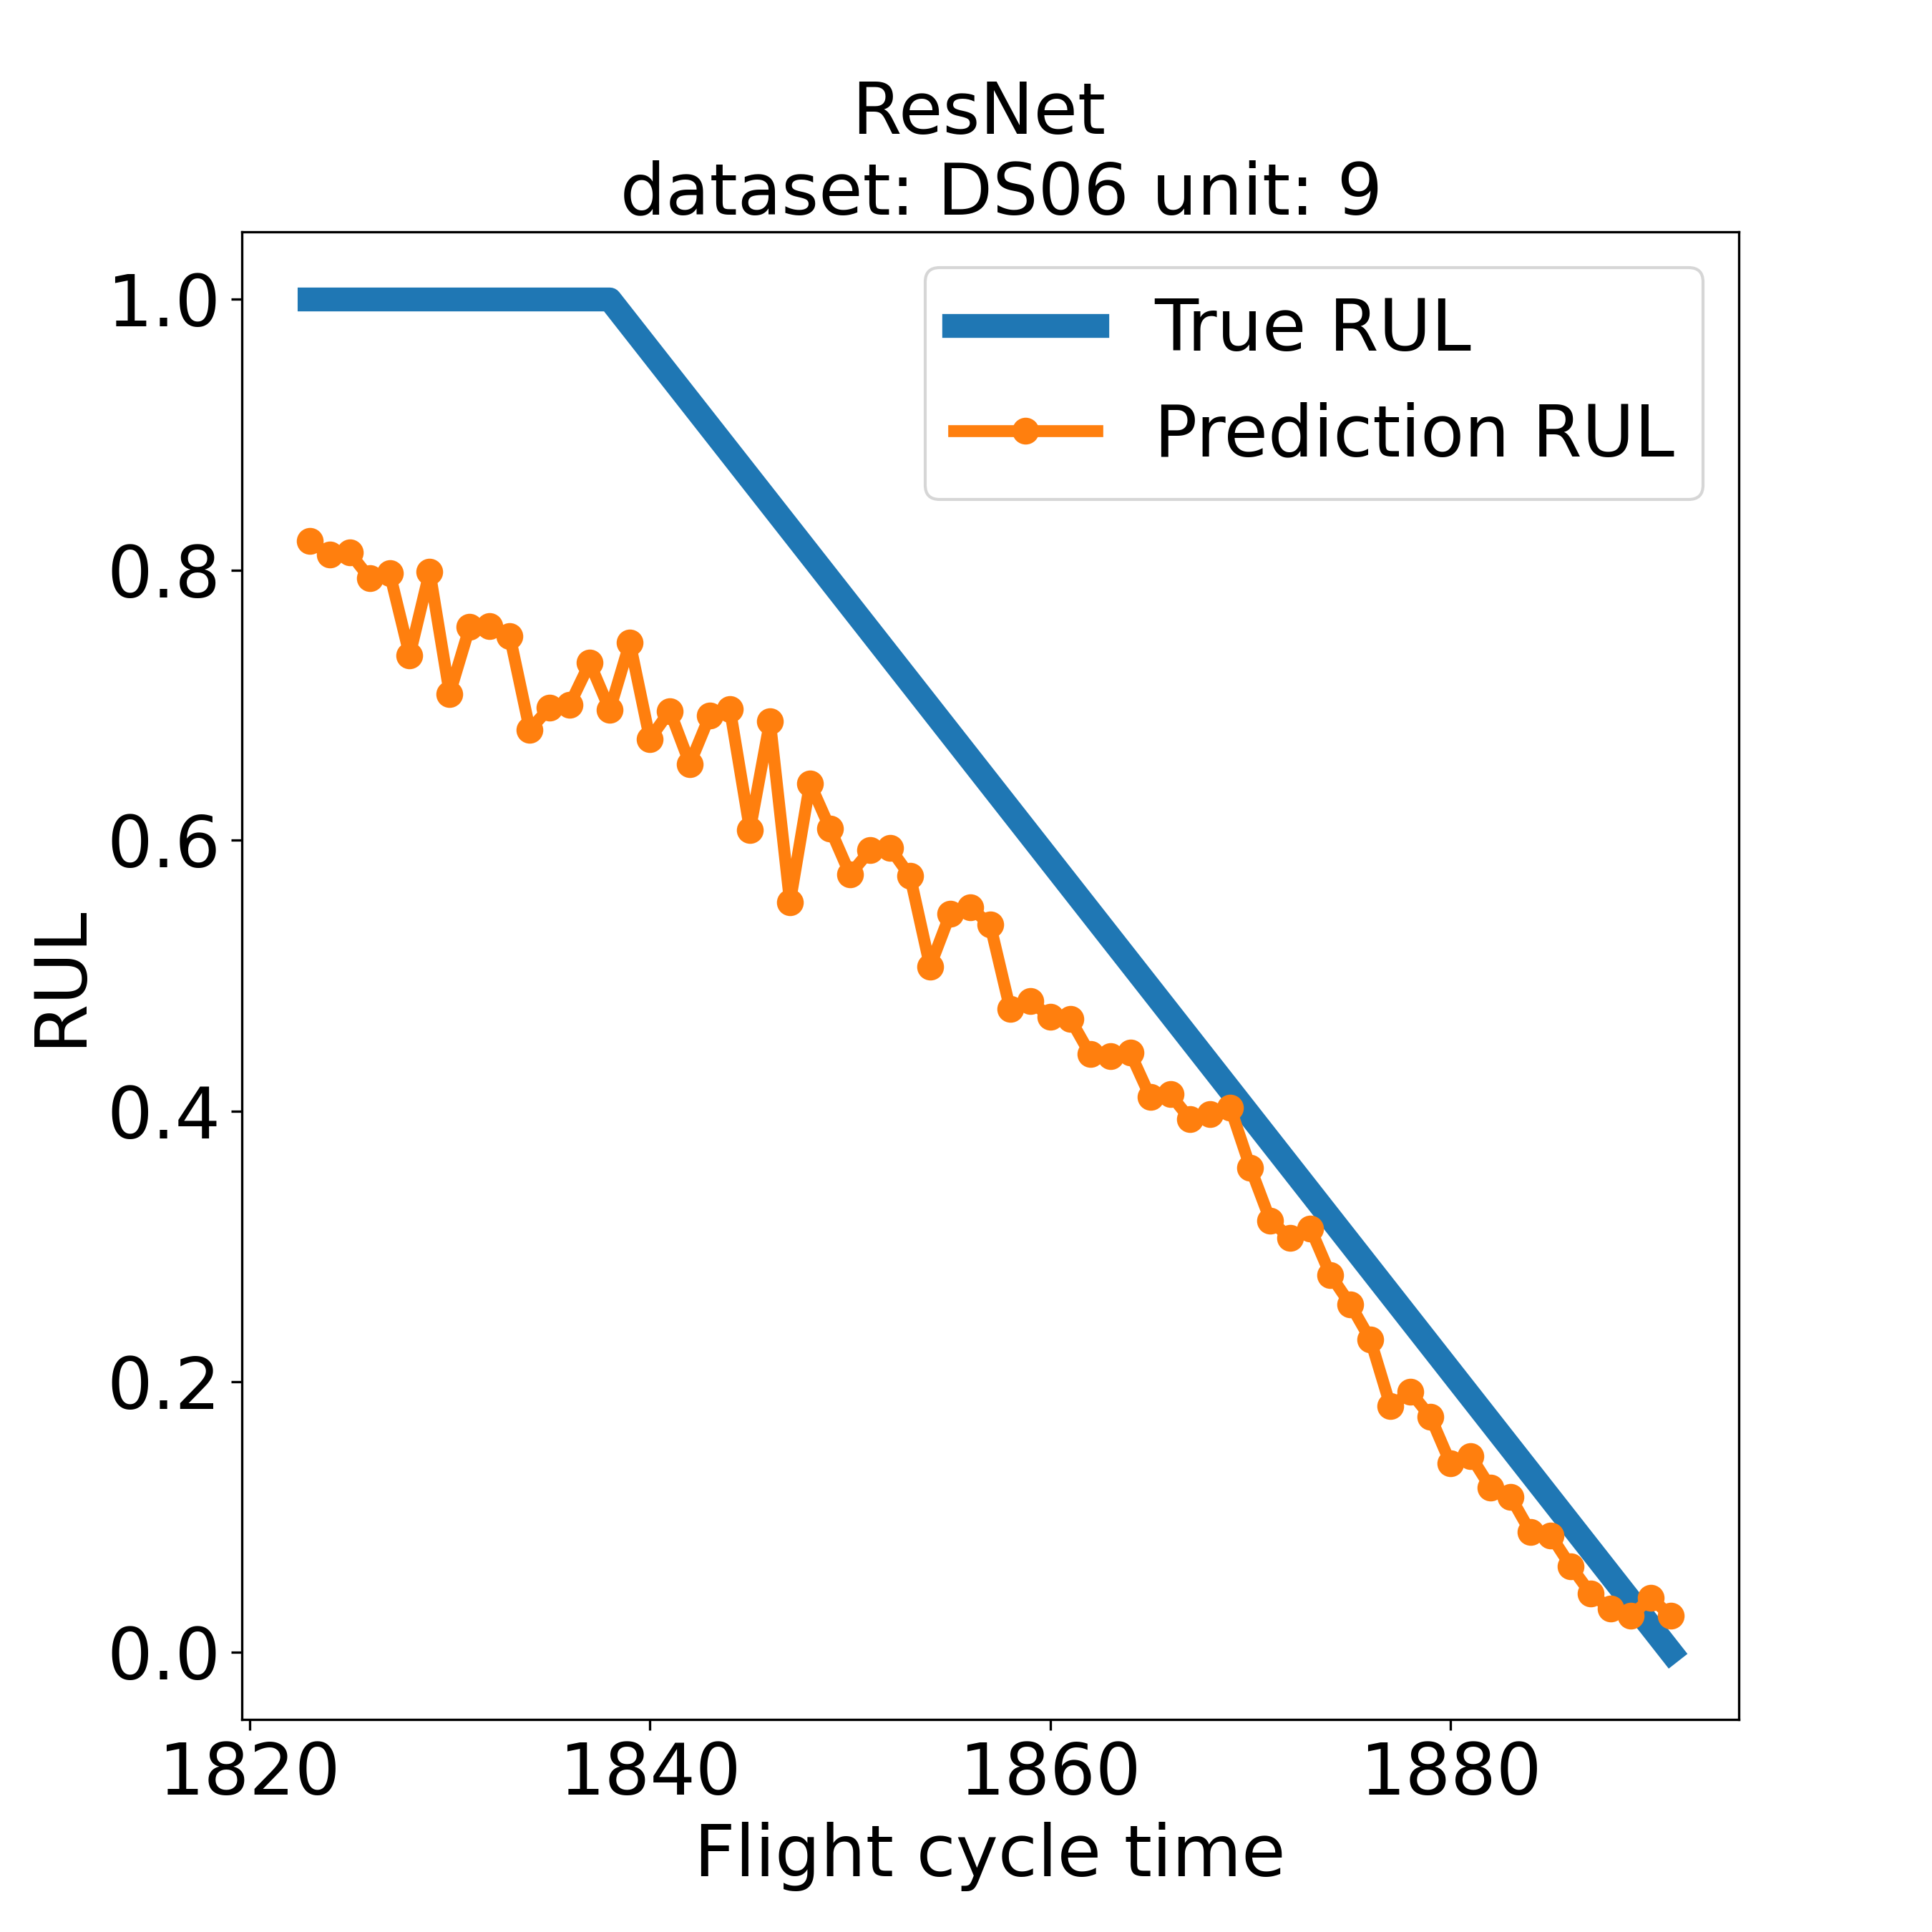 ResNet
dataset: DS06 unit: 9
True RUL
Prediction RUL
1.0
0.8
0.6
0.4
0.2
0.0
RUL
1820 1840 1860 1880
Flight cycle time